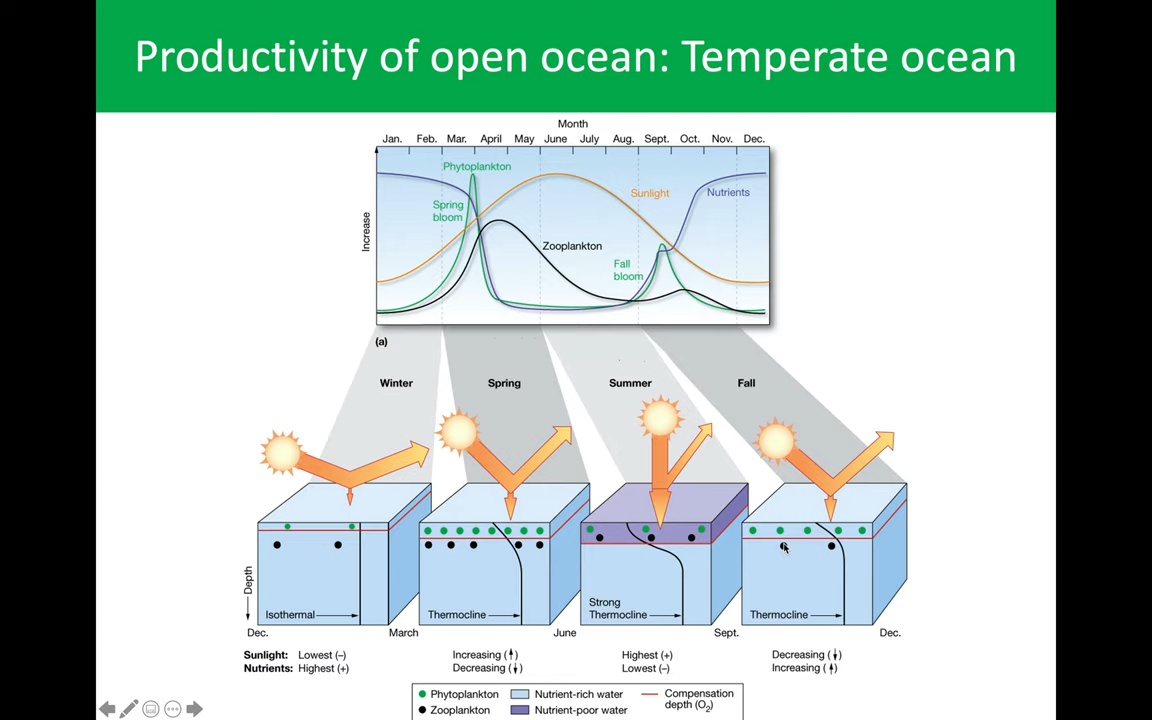 Productivity of open ocean: Temperate ocean
Month
Jan. Feb. Mar. April May June July Aug. Sept. Oct. Nov. Dec.
Phytoplankton
Sunlight
Nutrients
Spring
bloom
Increase
Zooplankton
Fall
bloom
(a)
Winter Spring Summer Fall
Depth
Isothermal
Thermocline
Strong
Thermocline
Thermocline
Dec. March June Sept. Dec.
Sunlight: Lowest (–) Increasing (↑) Highest (+) Decreasing (↓)
Nutrients: Highest (+) Decreasing (↓) Lowest (–) Increasing (↑)
Phytoplankton Nutrient-rich water Compensation
depth (O₂)
Zooplankton Nutrient-poor water